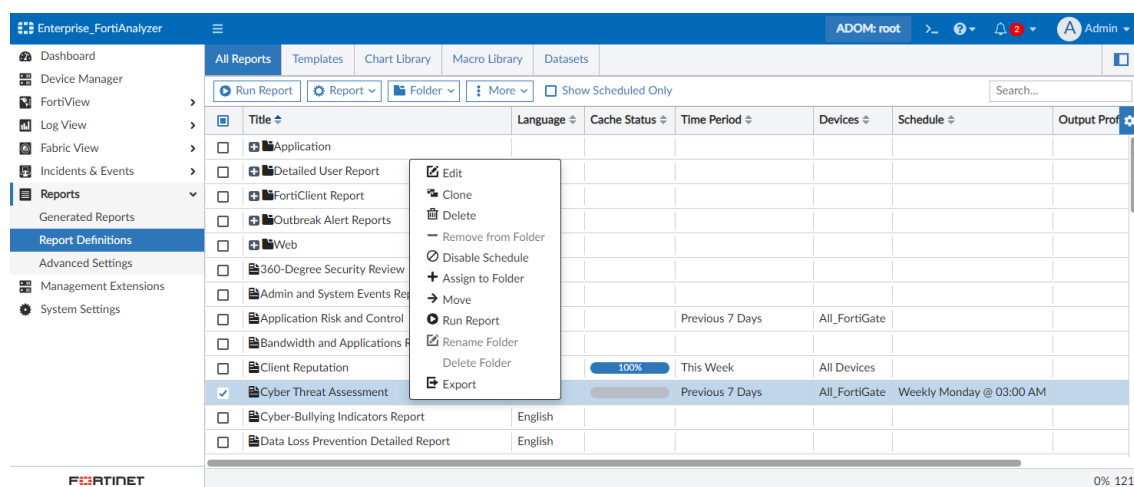 Enterprise_FortiAnalyzer
ADOM: root >_ 2 A Admin
Dashboard
Device Manager
FortiView
Log View
Fabric View
Incidents & Events
Reports
Generated Reports
Report Definitions
Advanced Settings
Management Extensions
System Settings
FORTINET
All Reports Templates Chart Library Macro Library Datasets
Run Report Report Folder More Show Scheduled Only Search...
Title Language Cache Status Time Period Devices Schedule Output Prof
Application
Detailed User Report
FortiClient Report
Outbreak Alert Reports
Web
360-Degree Security Review
Admin and System Events Rep
Application Risk and Control Previous 7 Days All_FortiGate
Bandwidth and Applications R
Client Reputation 100% This Week All Devices
Cyber Threat Assessment Previous 7 Days All_FortiGate Weekly Monday @ 03:00 AM
Cyber-Bullying Indicators Report English
Data Loss Prevention Detailed Report English
Edit
Clone
Delete
Remove from Folder
Disable Schedule
Assign to Folder
Move
Run Report
Rename Folder
Delete Folder
Export
0% 121